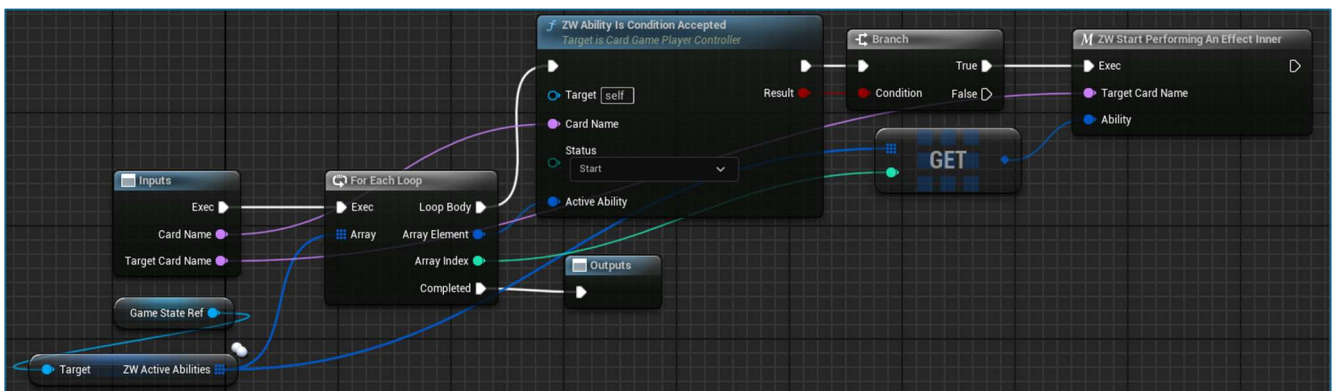 ZW Ability Is Condition Accepted
Target is Card Game Player Controller
Target self
Result
Card Name
Status
Start
Active Ability
Branch
True
Condition
False
ZW Start Performing An Effect Inner
Exec
Target Card Name
Ability
GET
Inputs
Exec
Card Name
Target Card Name
For Each Loop
Exec
Loop Body
Array
Array Element
Array Index
Completed
Outputs
Game State Ref
Target
ZW Active Abilities